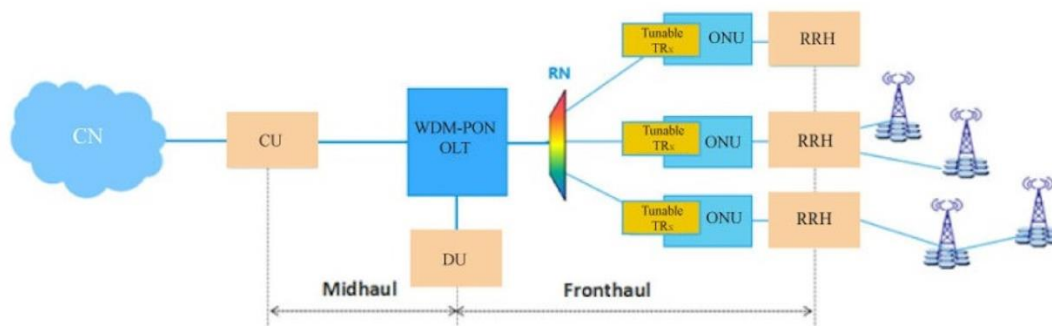 Tunable
TRx
ONU
RRH
RN
CN
CU
WDM-PON
OLT
Tunable
TRx
ONU
RRH
Tunable
TRx
ONU
RRH
DU
Midhaul
Fronthaul